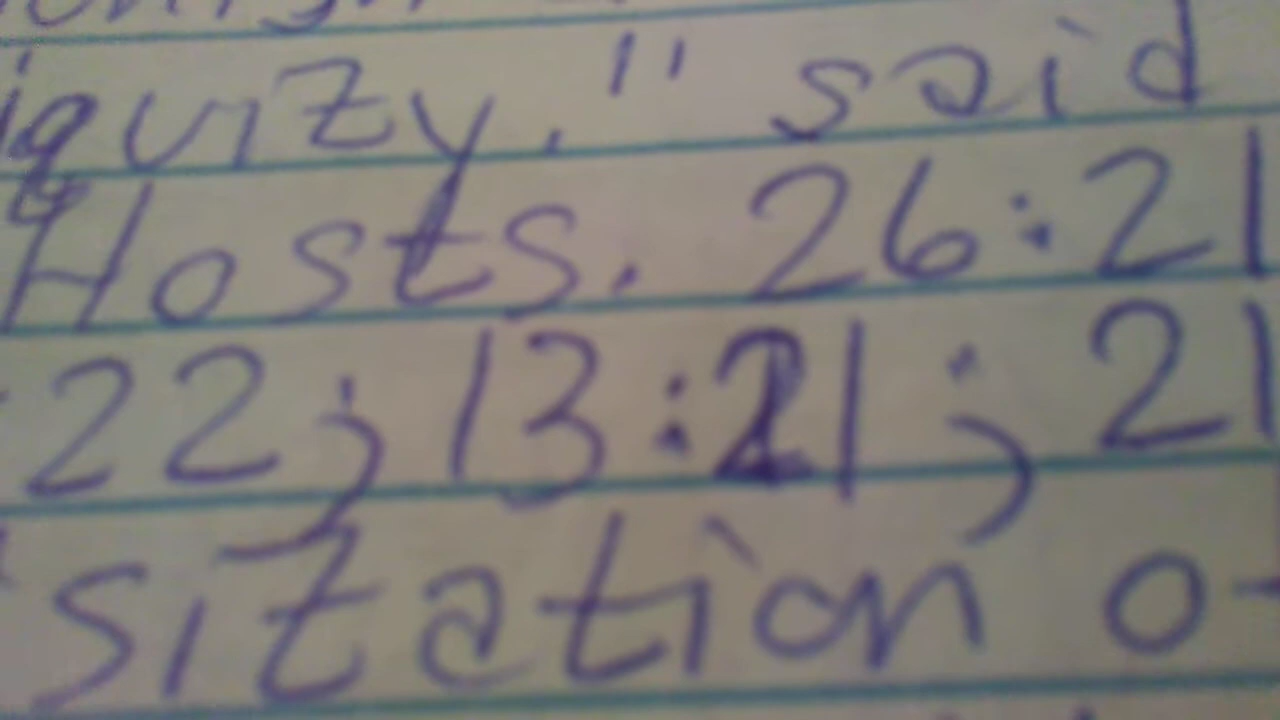 iquity." said
Hosts. 26:21
22; 13:21; 21
sitation o